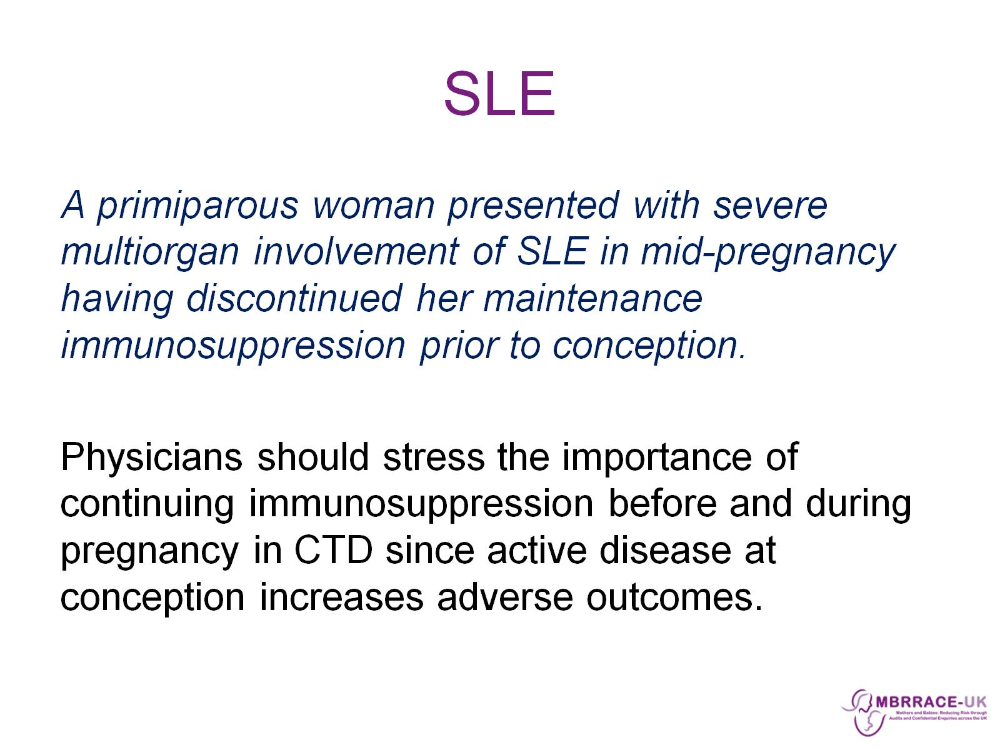 SLE
A primiparous woman presented with severe
multiorgan involvement of SLE in mid-pregnancy
having discontinued her maintenance
immunosuppression prior to conception.
Physicians should stress the importance of
continuing immunosuppression before and during
pregnancy in CTD since active disease at
conception increases adverse outcomes.
MBRRACE-UK
Mothers and Babies: Reducing Risk through
Audits and Confidential Enquiries across the UK